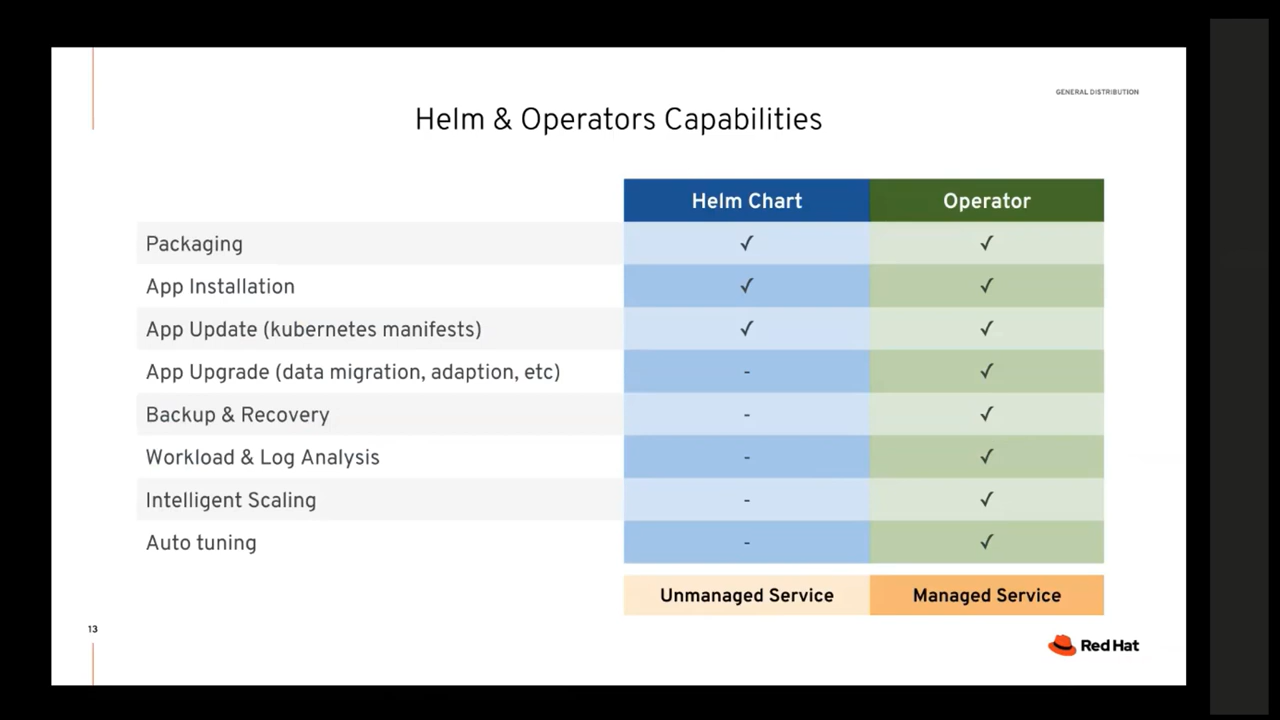 GENERAL DISTRIBUTION
Helm & Operators Capabilities
Helm Chart Operator
Packaging ✓ ✓
App Installation ✓ ✓
App Update (kubernetes manifests) ✓ ✓
App Upgrade (data migration, adaption, etc) - ✓
Backup & Recovery - ✓
Workload & Log Analysis - ✓
Intelligent Scaling - ✓
Auto tuning - ✓
Unmanaged Service Managed Service
13
Red Hat